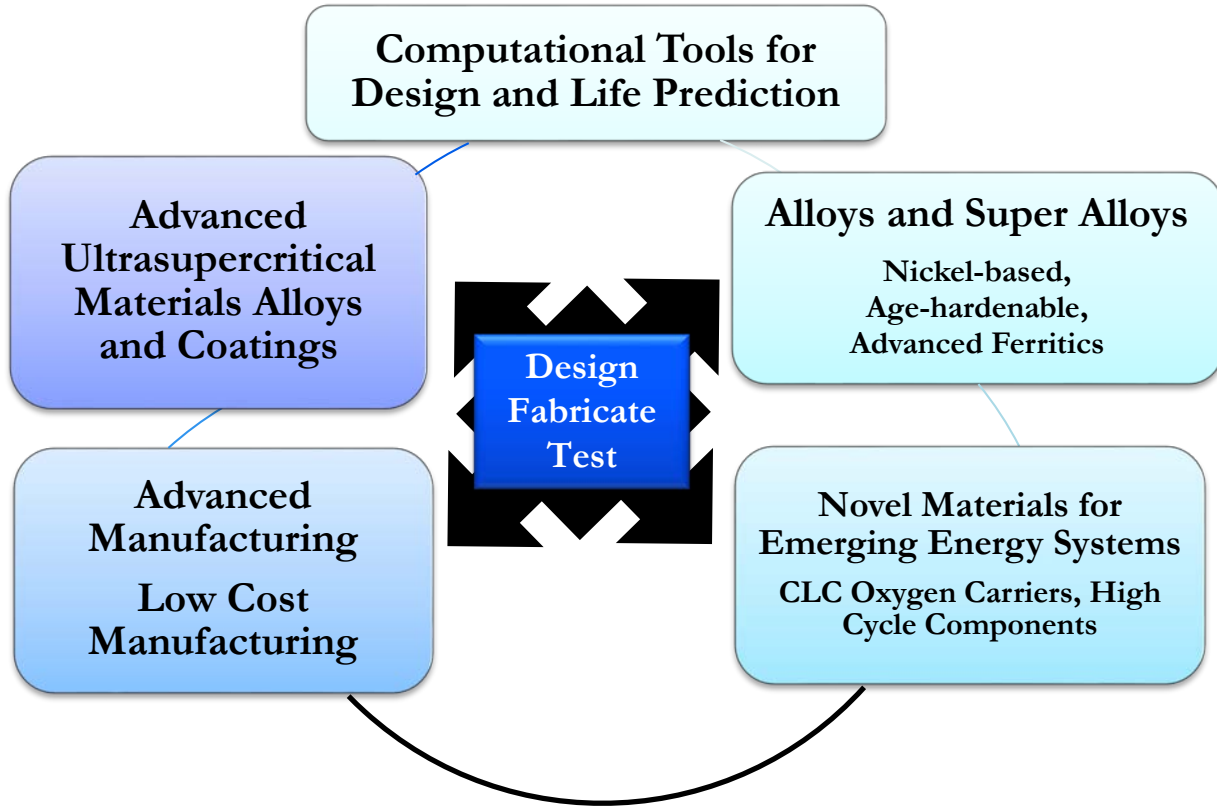 Computational Tools for
Design and Life Prediction
Advanced
Ultrasupercritical
Materials Alloys
and Coatings
Alloys and Super Alloys
Nickel-based,
Age-hardenable,
Advanced Ferritics
Design
Fabricate
Test
Advanced
Manufacturing
Low Cost
Manufacturing
Novel Materials for
Emerging Energy Systems
CLC Oxygen Carriers, High
Cycle Components